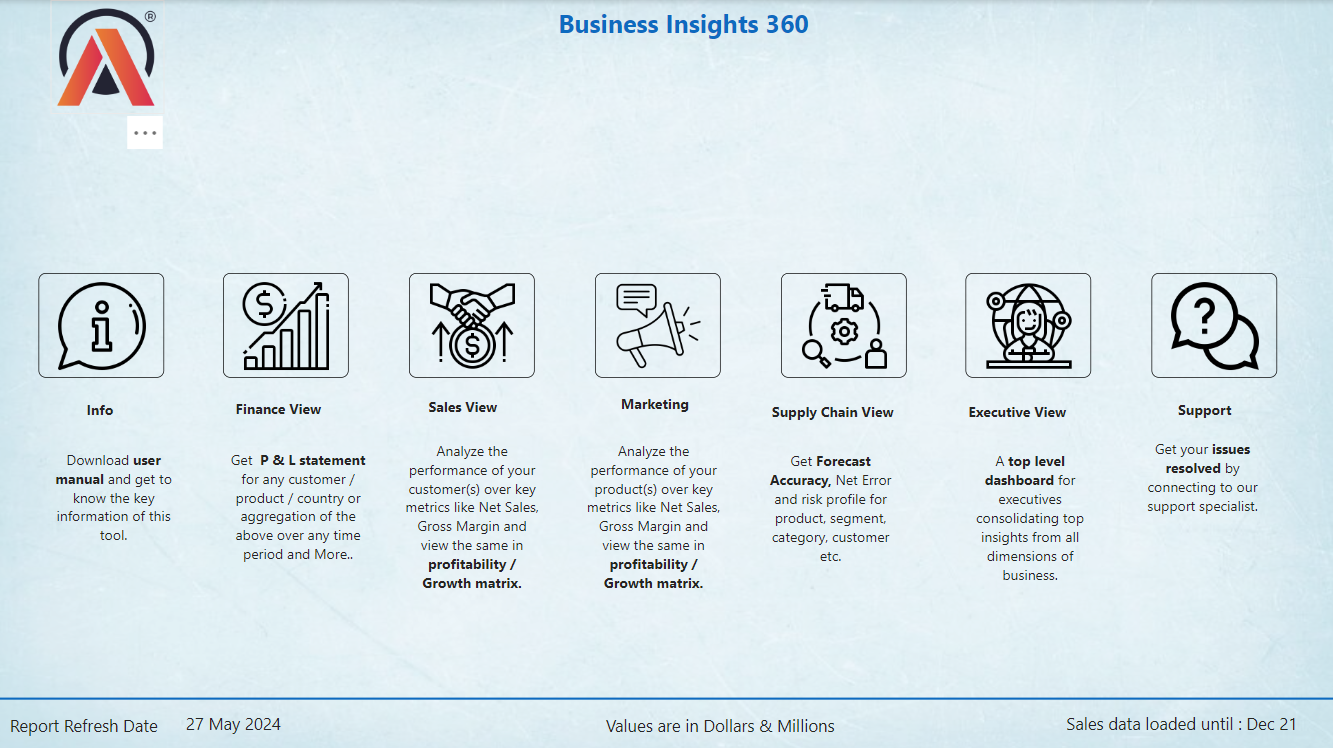 ®
Business Insights 360
Info
Download user
manual and get to
know the key
information of this
tool.
Finance View
Get P & L statement
for any customer /
product / country or
aggregation of the
above over any time
period and More..
Sales View
Analyze the
performance of your
customer(s) over key
metrics like Net Sales,
Gross Margin and
view the same in
profitability /
Growth matrix.
Marketing
Analyze the
performance of your
product(s) over key
metrics like Net Sales,
Gross Margin and
view the same in
profitability /
Growth matrix.
Supply Chain View
Get Forecast
Accuracy, Net Error
and risk profile for
product, segment,
category, customer
etc.
Executive View
A top level
dashboard for
executives
consolidating top
insights from all
dimensions of
business.
Support
Get your issues
resolved by
connecting to our
support specialist.
Report Refresh Date 27 May 2024
Values are in Dollars & Millions
Sales data loaded until : Dec 21